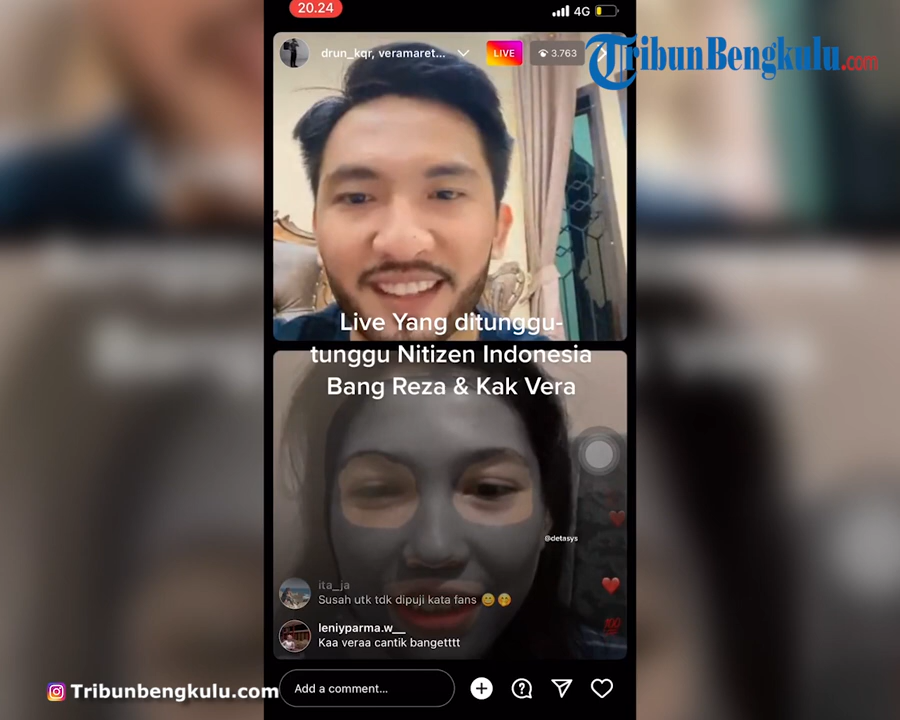 20.24
4G
drun_kqr, veramaret...
LIVE
3.763
TribunBengkulu.com
Live Yang ditunggu-
tunggu Nitizen Indonesia
Bang Reza & Kak Vera
@detasys
ita_ja
Susah utk tdk dipuji kata fans 😄🤭
100
leniyparma.w__
Kaa veraa cantik bangetttt
Add a comment...
Tribunbengkulu.com